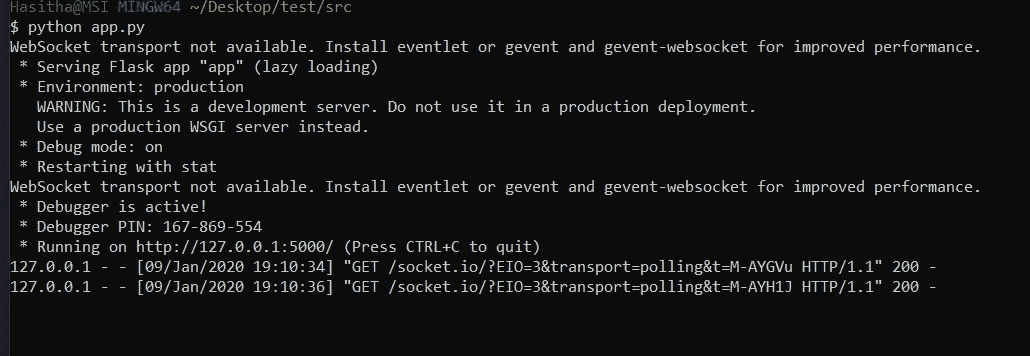 Hasitha@MSI MINGW64 ~/Desktop/test/src
$ python app.py
WebSocket transport not available. Install eventlet or gevent and gevent-websocket for improved performance.
 * Serving Flask app "app" (lazy loading)
 * Environment: production
   WARNING: This is a development server. Do not use it in a production deployment.
   Use a production WSGI server instead.
 * Debug mode: on
 * Restarting with stat
WebSocket transport not available. Install eventlet or gevent and gevent-websocket for improved performance.
 * Debugger is active!
 * Debugger PIN: 167-869-554
 * Running on http://127.0.0.1:5000/ (Press CTRL+C to quit)
127.0.0.1 - - [09/Jan/2020 19:10:34] "GET /socket.io/?EIO=3&transport=polling&t=M-AYGVu HTTP/1.1" 200 -
127.0.0.1 - - [09/Jan/2020 19:10:36] "GET /socket.io/?EIO=3&transport=polling&t=M-AYH1J HTTP/1.1" 200 -